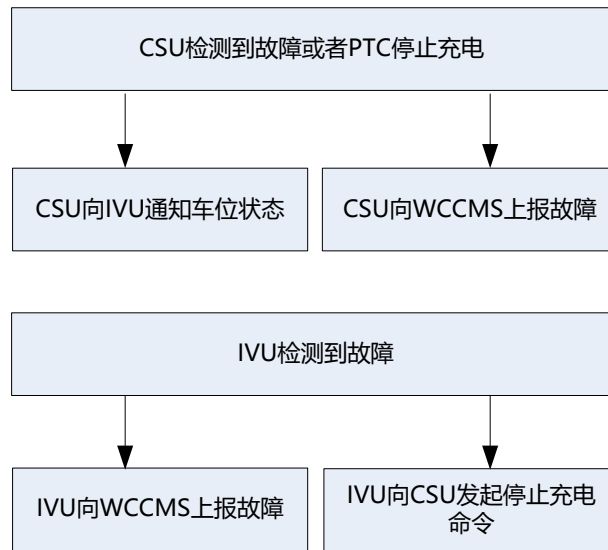 CSU检测到故障或者PTC停止充电
CSU向IVU通知车位状态
CSU向WCCMS上报故障
IVU检测到故障
IVU向WCCMS上报故障
IVU向CSU发起停止充电
命令